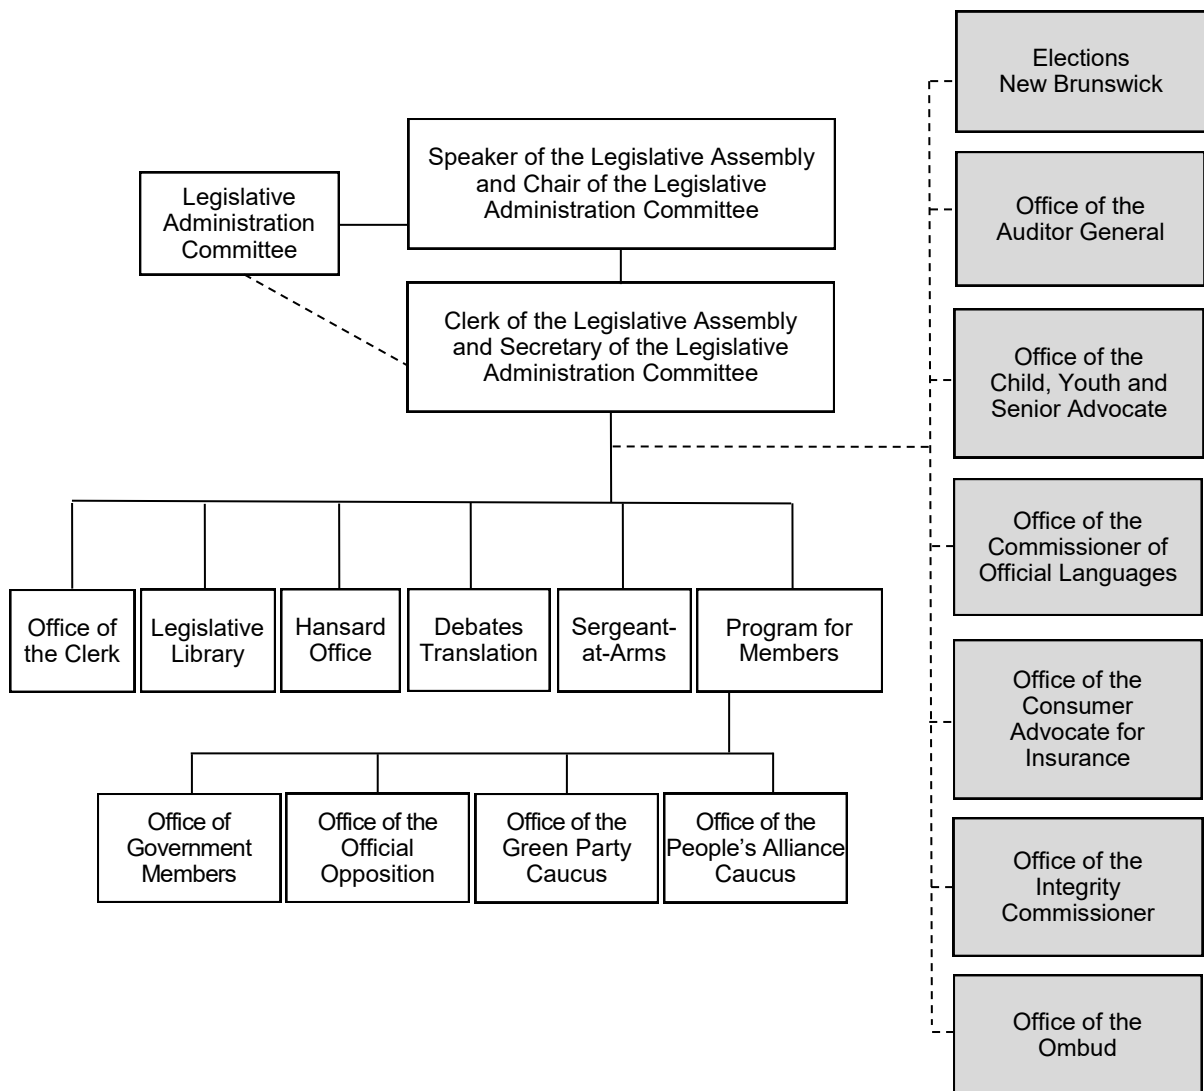 Speaker of the Legislative Assembly
and Chair of the Legislative
Administration Committee
Legislative
Administration
Committee
Clerk of the Legislative Assembly
and Secretary of the Legislative
Administration Committee
Office of
the Clerk
Legislative
Library
Hansard
Office
Debates
Translation
Sergeant-
at-Arms
Program for
Members
Office of
Government
Members
Office of the
Official
Opposition
Office of the
Green Party
Caucus
Office of the
People’s Alliance
Caucus
Elections
New Brunswick
Office of the
Auditor General
Office of the
Child, Youth and
Senior Advocate
Office of the
Commissioner of
Official Languages
Office of the
Consumer
Advocate for
Insurance
Office of the
Integrity
Commissioner
Office of the
Ombud